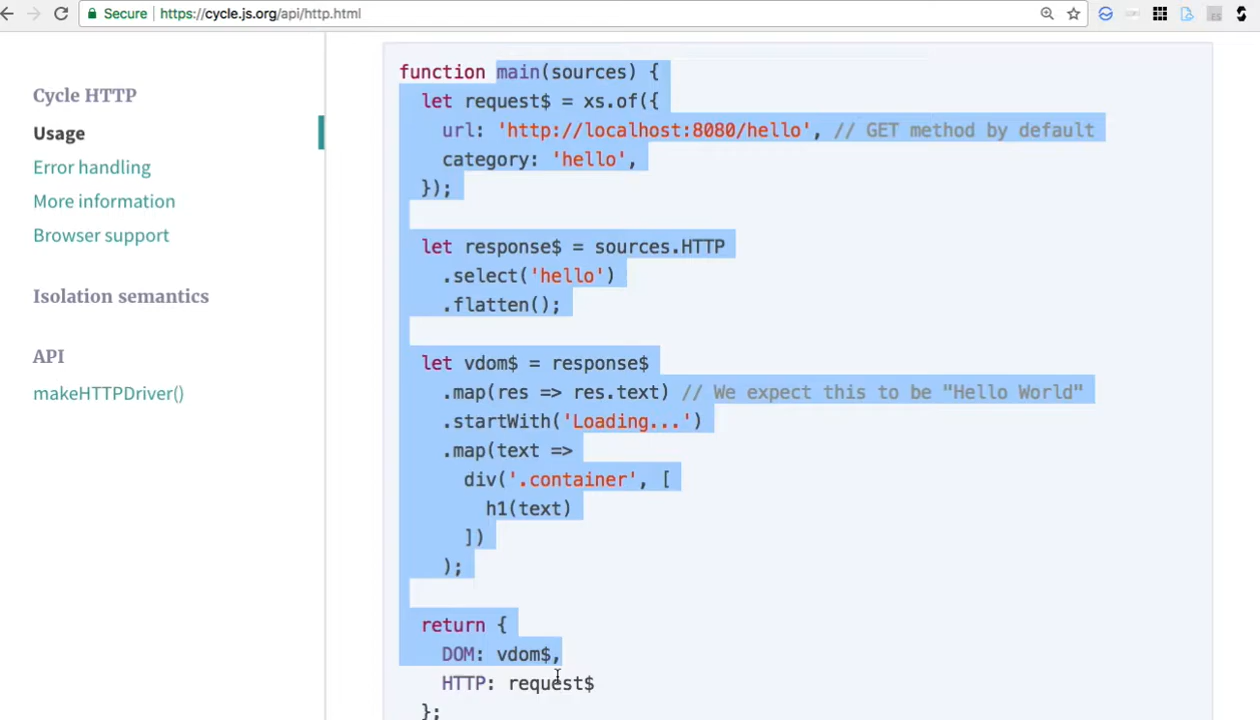 Secure https://cycle.js.org/api/http.html
Cycle HTTP
Usage
Error handling
More information
Browser support
Isolation semantics
API
makeHTTPDriver()
function main(sources) {
let request$ = xs.of({
url: 'http://localhost:8080/hello', // GET method by default
category: 'hello',
});
let response$ = sources.HTTP
.select('hello')
.flatten();
let vdom$ = response$
.map(res => res.text) // We expect this to be "Hello World"
.startWith('Loading...')
.map(text =>
div('.container', [
h1(text)
])
);
return {
DOM: vdom$,
HTTP: request$
};